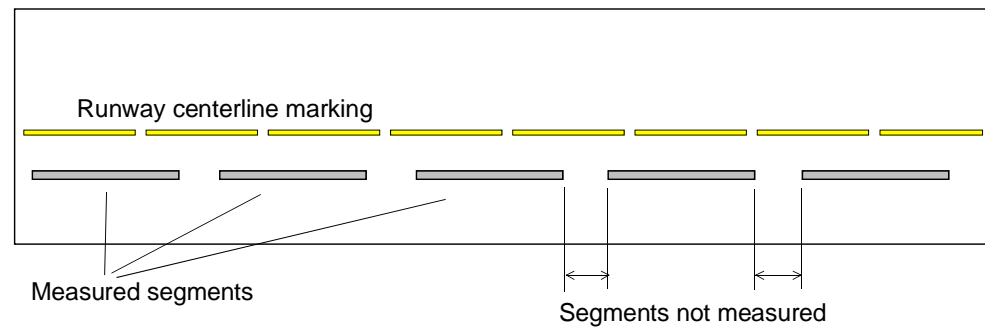 Runway centerline marking
Measured segments
Segments not measured